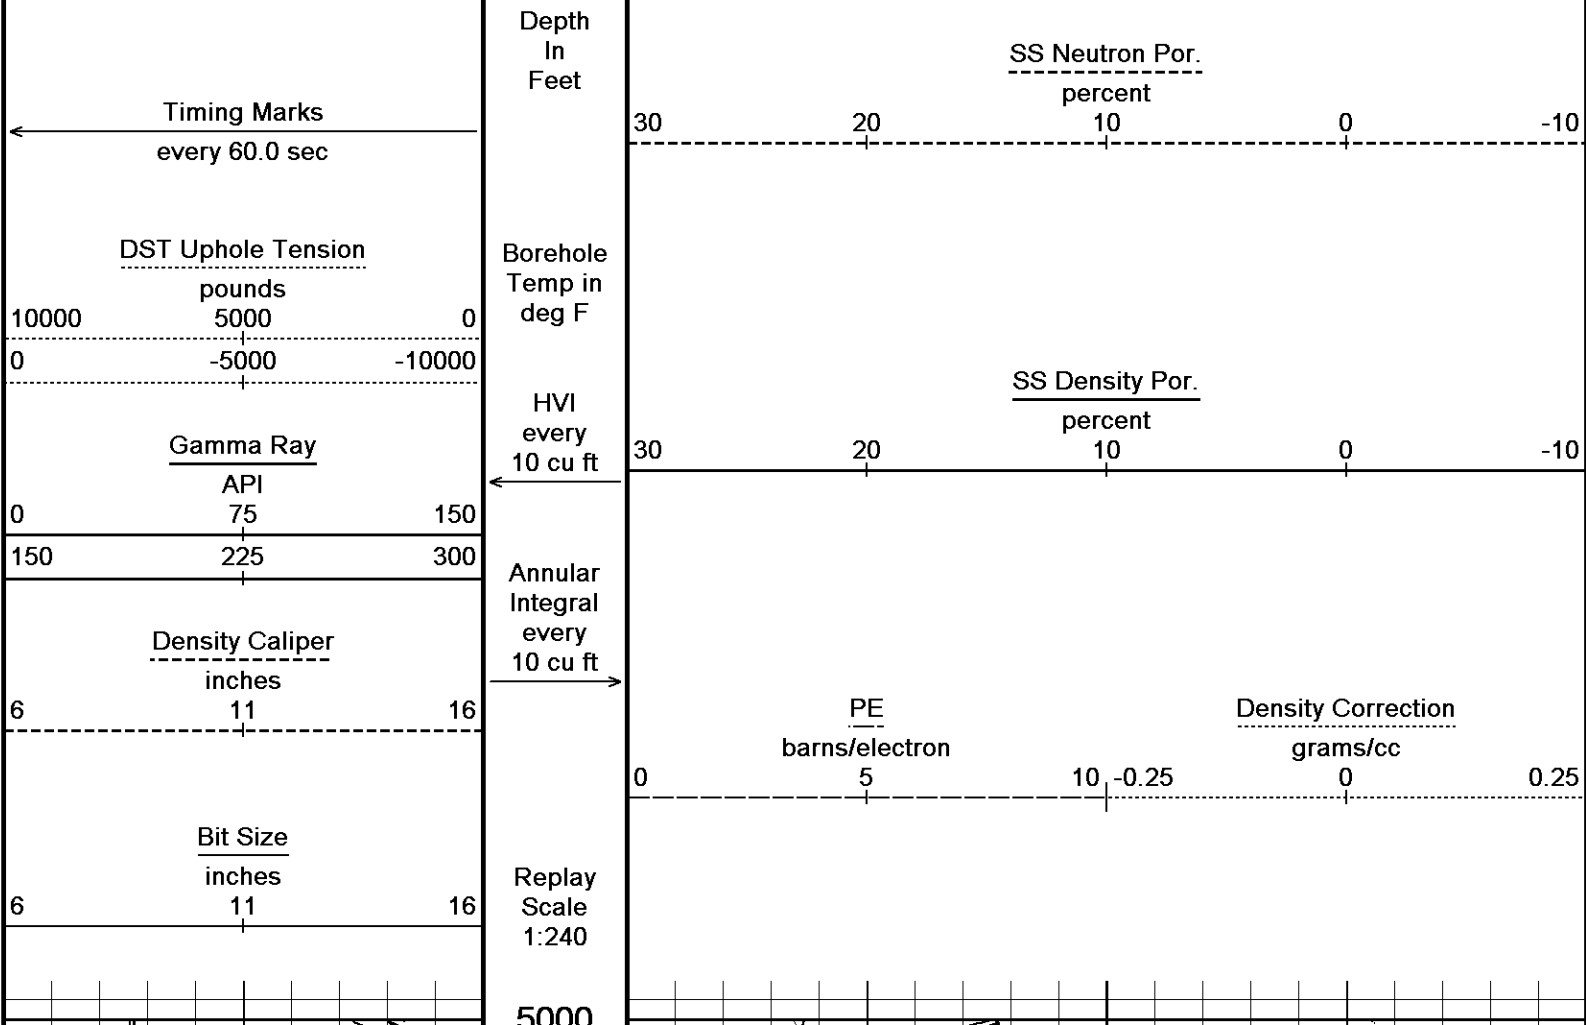 Timing Marks
every 60.0 sec
DST Uphole Tension
pounds
10000 5000 0
0 -5000 -10000
Gamma Ray
API
0 75 150
150 225 300
Density Caliper
inches
6 11 16
Bit Size
inches
6 11 16
Depth
In
Feet
Borehole
Temp in
deg F
HVI
every
10 cu ft
Annular
Integral
every
10 cu ft
Replay
Scale
1:240
5000
SS Neutron Por.
percent
30 20 10 0 -10
SS Density Por.
percent
30 20 10 0 -10
PE
barns/electron
0 5 10
Density Correction
grams/cc
-0.25 0 0.25